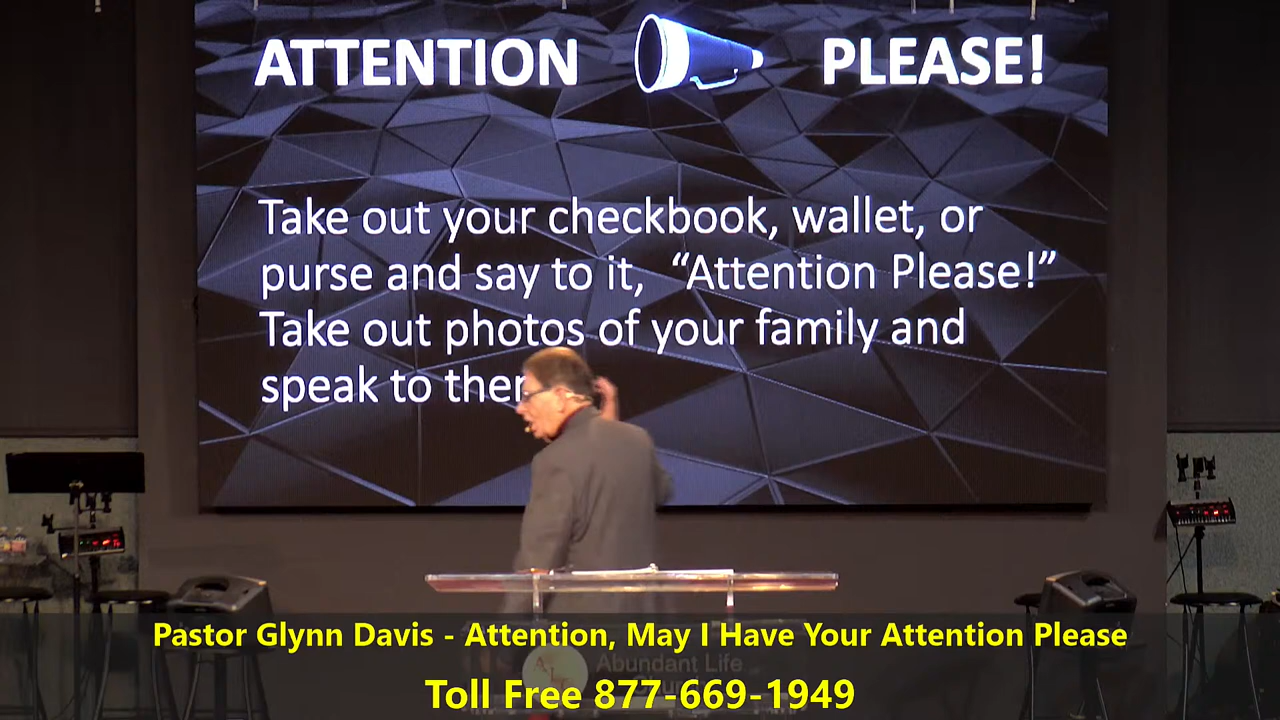 ATTENTION PLEASE!
Take out your checkbook, wallet, or
purse and say to it, “Attention Please!”
Take out photos of your family and
speak to
Pastor Glynn Davis - Attention, May I Have Your Attention Please
Abundant Life
Toll Free 877-669-1949